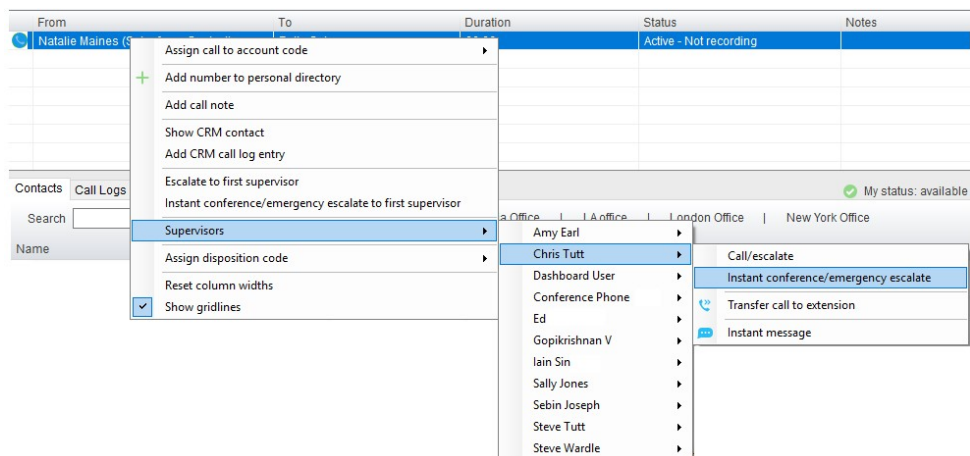 From To Duration Status Notes
Natalie Maines Active - Not recording
Assign call to account code
Add number to personal directory
Add call note
Show CRM contact
Add CRM call log entry
Contacts Call Logs Escalate to first supervisor My status: available
Search Instant conference/emergency escalate to first supervisor Office | LA office | London Office | New York Office
Supervisors Amy Earl
Name
Assign disposition code Chris Tutt Call/escalate
Reset column widths Dashboard User Instant conference/emergency escalate
Show gridlines Conference Phone Transfer call to extension
Ed
Gopikrishnan V Instant message
Iain Sin
Sally Jones
Sebin Joseph
Steve Tutt
Steve Wardle